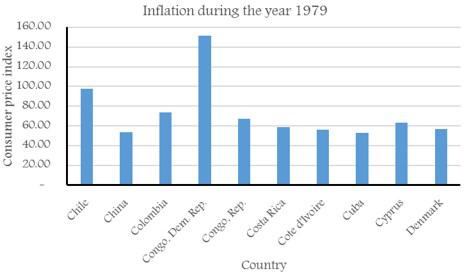 Inflation during the year 1979
Consumer price index
160.00
140.00
120.00
100.00
80.00
60.00
40.00
20.00
-
Chile
China
Colombia
Congo, Dem. Rep.
Congo, Rep.
Costa Rica
Cote d'Ivoire
Cuba
Cyprus
Denmark
Country